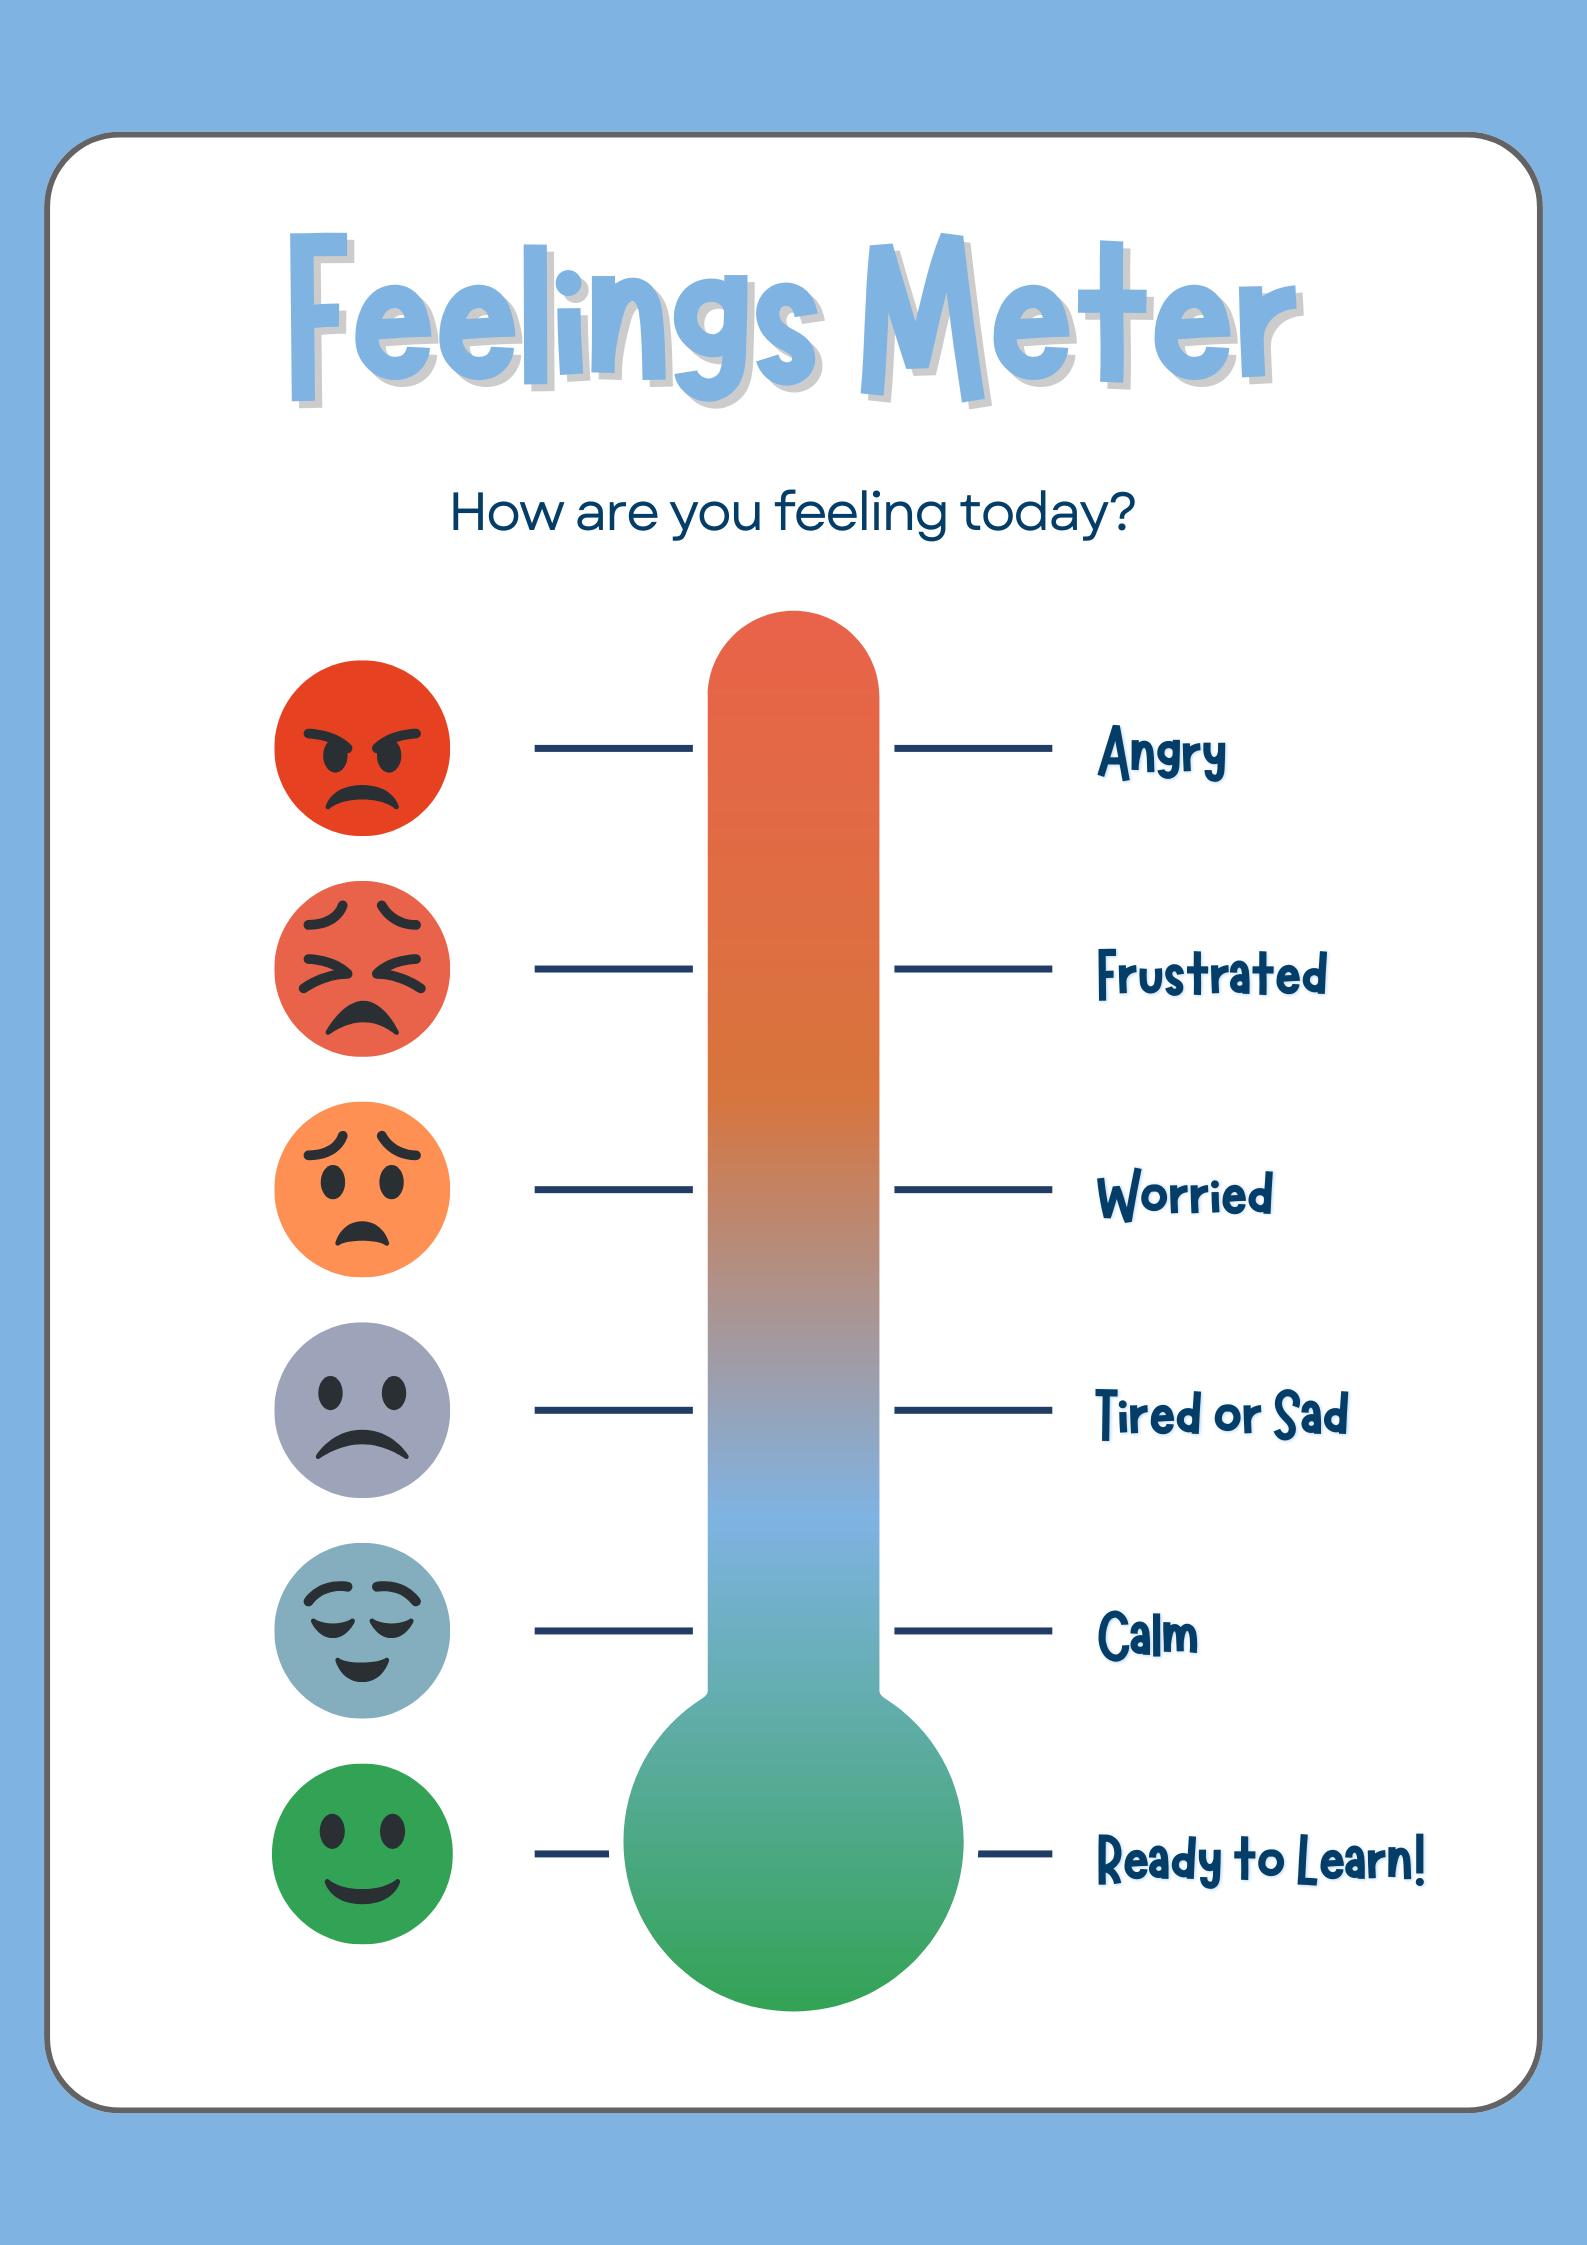 Feelings Meter
How are you feeling today?
Angry
Frustrated
Worried
Tired or Sad
Calm
Ready to Learn!